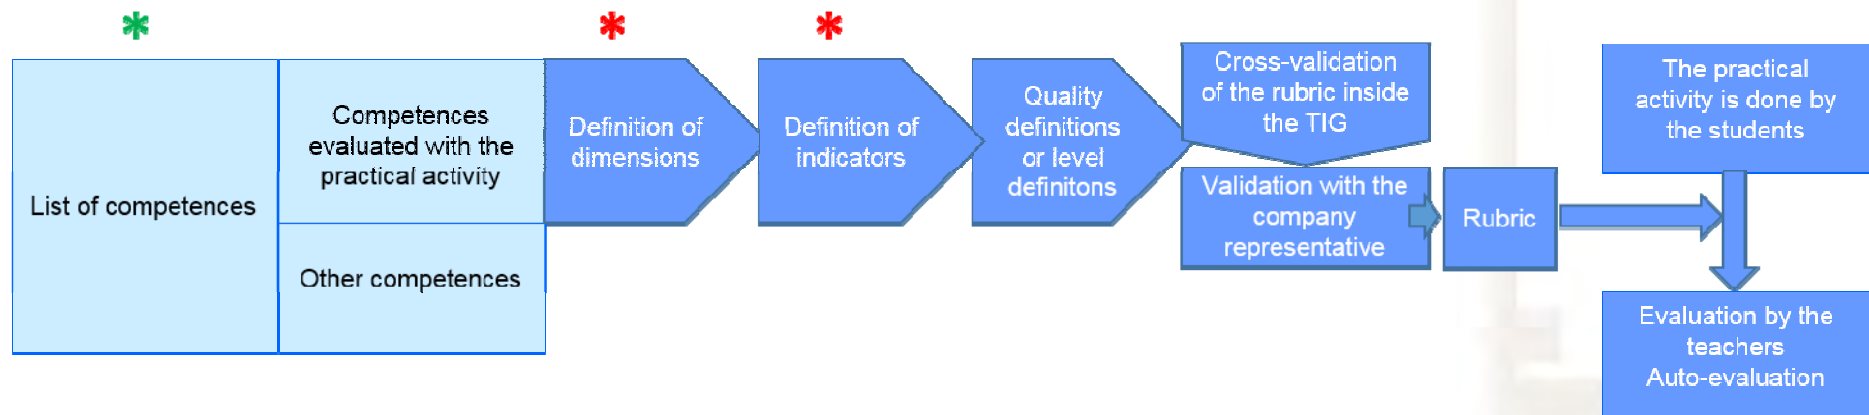 * * *
List of competences
Competences
evaluated with the
practical activity
Other competences
Definition of
dimensions
Definition of
indicators
Quality
definitions
or level
definitons
Cross-validation
of the rubric inside
the TIG
Validation with the
company
representative
Rubric
The practical
activity is done by
the students
Evaluation by the
teachers
Auto-evaluation